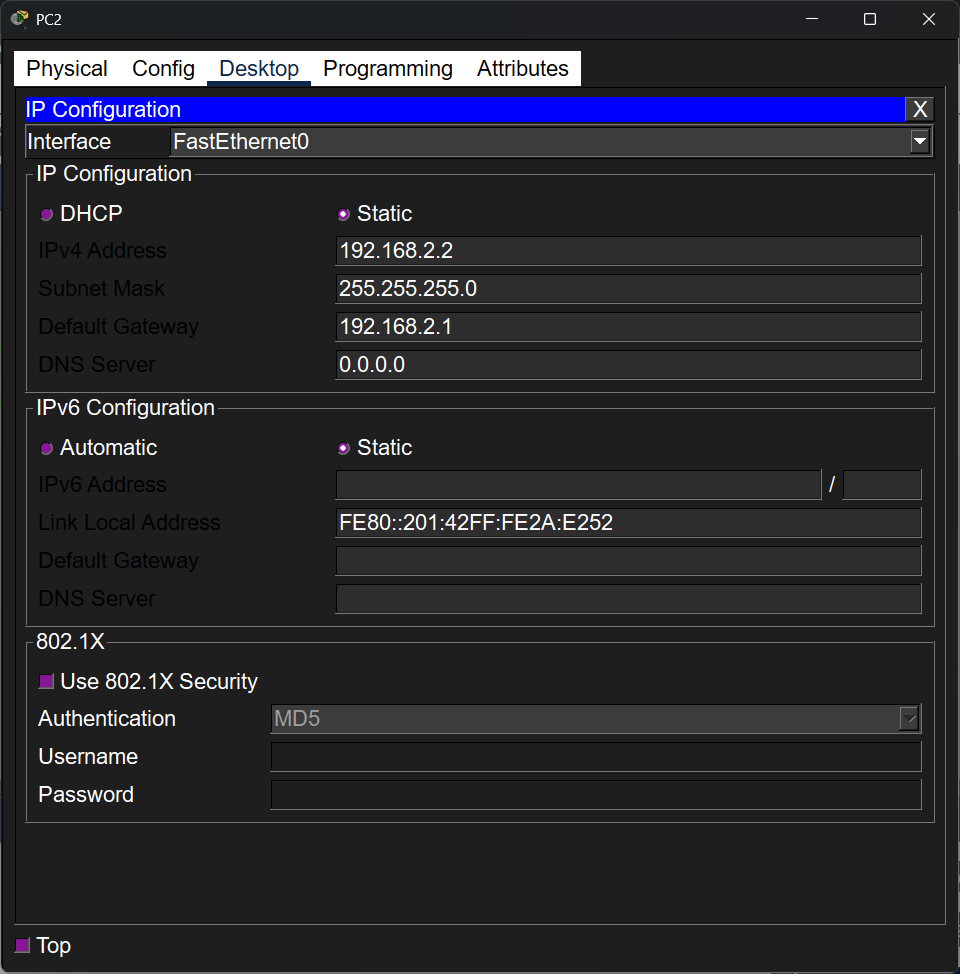 PC2
Physical Config Desktop Programming Attributes
IP Configuration X
Interface FastEthernet0
IP Configuration
DHCP Static
IPv4 Address 192.168.2.2
Subnet Mask 255.255.255.0
Default Gateway 192.168.2.1
DNS Server 0.0.0.0
IPv6 Configuration
Automatic Static
IPv6 Address /
Link Local Address FE80::201:42FF:FE2A:E252
Default Gateway
DNS Server
802.1X
Use 802.1X Security
Authentication MD5
Username
Password
Top